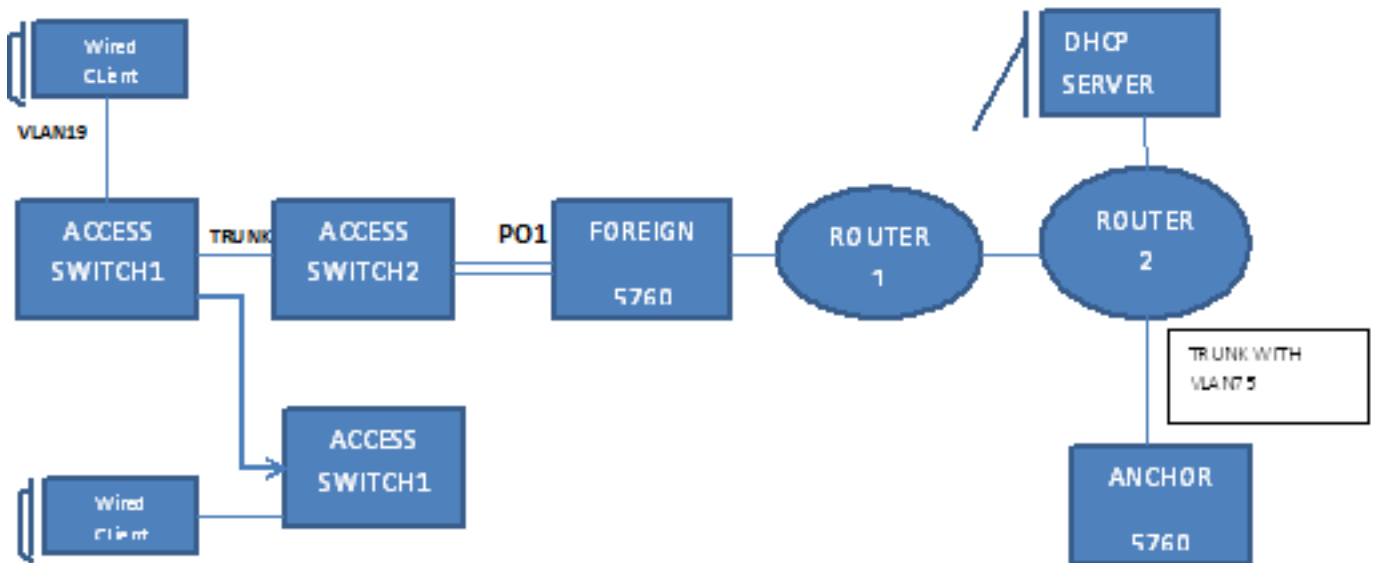 Wired
CLient
VLAN19
ACCESS
SWITCH1
TRUNK
ACCESS
SWITCH2
PO1
FOREIGN
5760
ROUTER
1
DHCP
SERVER
ROUTER
2
TRUNK WITH
VLAN75
ANCHOR
5760
ACCESS
SWITCH1
Wired
Client